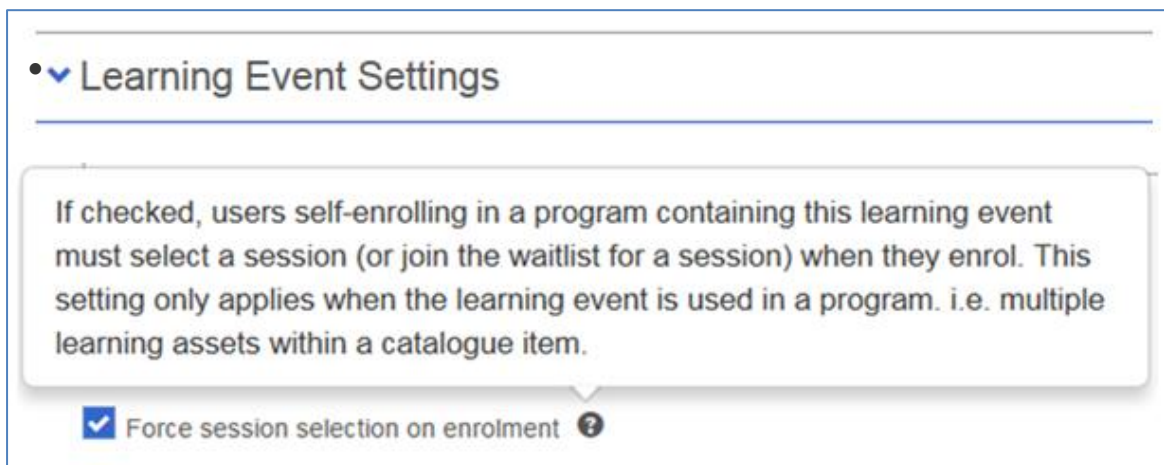 Learning Event Settings
If checked, users self-enrolling in a program containing this learning event
must select a session (or join the waitlist for a session) when they enrol. This
setting only applies when the learning event is used in a program. i.e. multiple
learning assets within a catalogue item.
Force session selection on enrolment